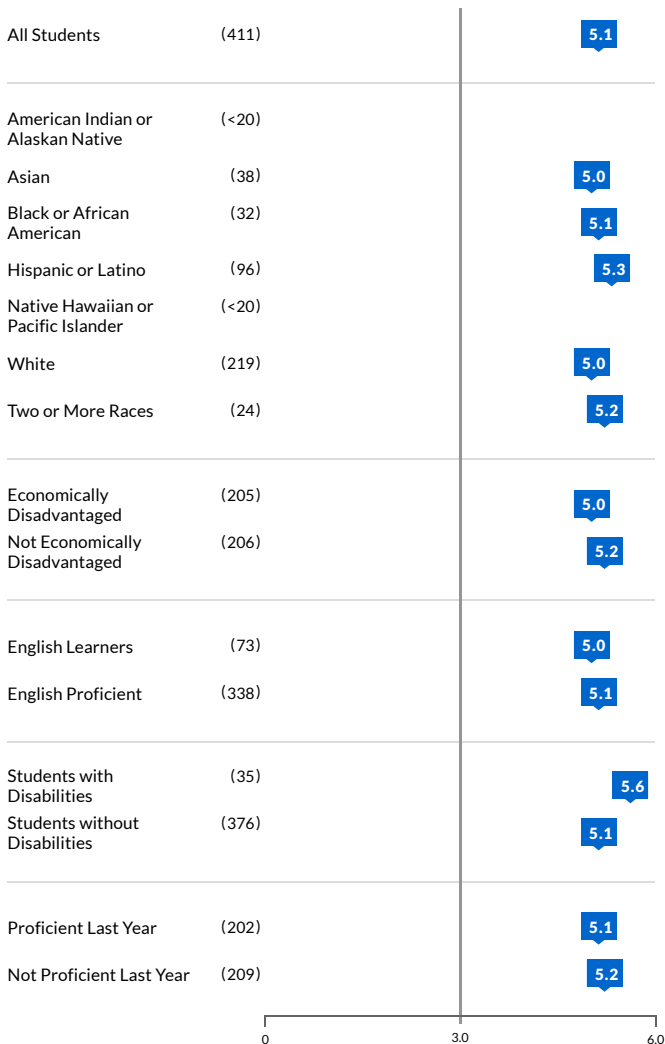 All Students (411) 5.1
American Indian or (<20)
Alaskan Native
Asian (38) 5.0
Black or African (32) 5.1
American
Hispanic or Latino (96) 5.3
Native Hawaiian or (<20)
Pacific Islander
White (219) 5.0
Two or More Races (24) 5.2
Economically (205) 5.0
Disadvantaged
Not Economically (206) 5.2
Disadvantaged
English Learners (73) 5.0
English Proficient (338) 5.1
Students with (35) 5.6
Disabilities
Students without (376) 5.1
Disabilities
Proficient Last Year (202) 5.1
Not Proficient Last Year (209) 5.2
0 3.0 6.0